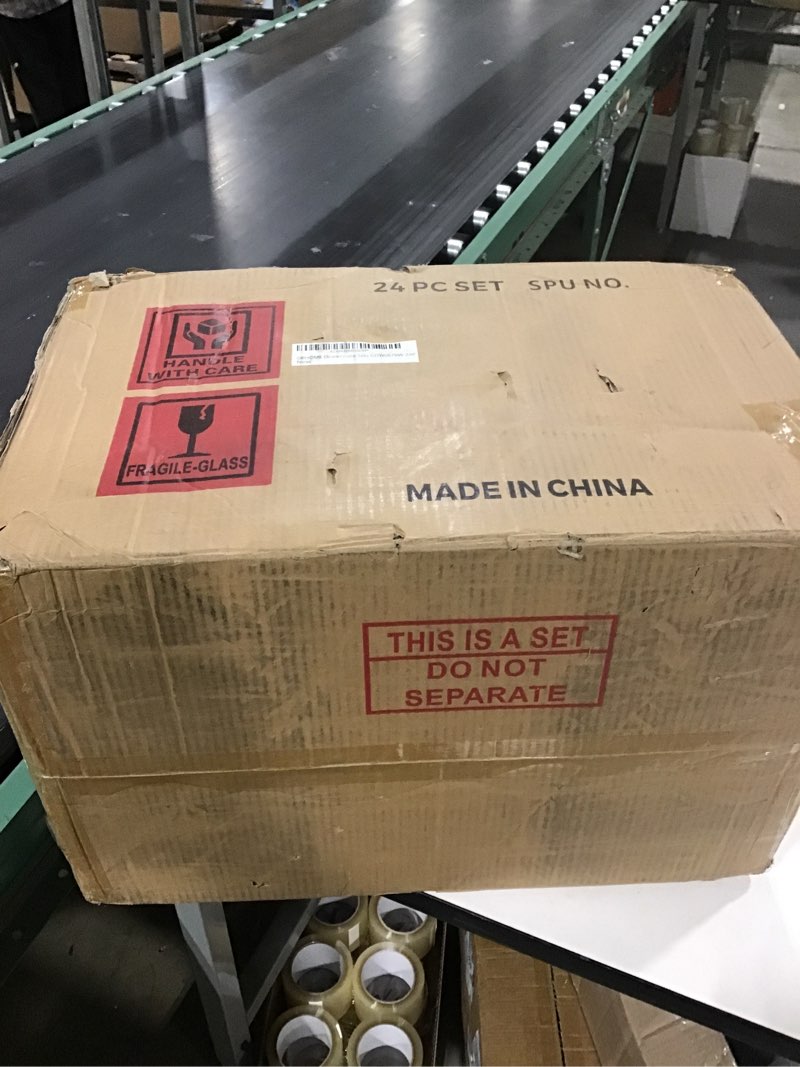 24 PC SET SPU NO.
HANDLE
WITH CARE
FRAGILE-GLASS
MADE IN CHINA
THIS IS A SET
DO NOT
SEPARATE